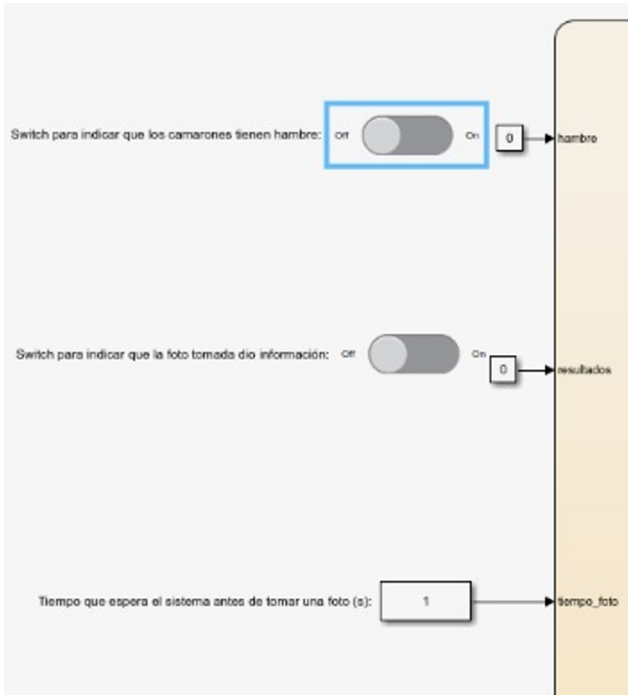 Switch para indicar que los camarones tienen hambre: Off On 0 hambre
Switch para indicar que la foto tomada dio información: Off On 0 resultados
Tiempo que espera el sistema antes de tomar una foto (s): 1 tiempo_foto